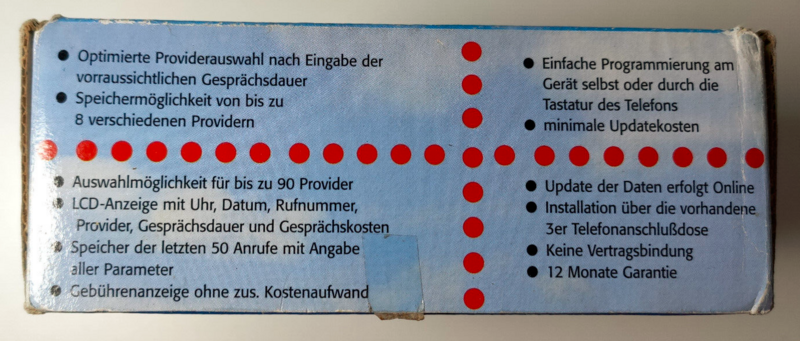 ● Optimierte Providerauswahl nach Eingabe der
vorraussichtlichen Gesprächsdauer
● Speichermöglichkeit von bis zu
8 verschiedenen Providern
● Einfache Programmierung am
Gerät selbst oder durch die
Tastatur des Telefons
● minimale Updatekosten
● Auswahlmöglichkeit für bis zu 90 Provider
● LCD-Anzeige mit Uhr, Datum, Rufnummer,
Provider, Gesprächsdauer und Gesprächskosten
● Speicher der letzten 50 Anrufe mit Angabe
aller Parameter
● Gebührenanzeige ohne zus. Kostenaufwand
● Update der Daten erfolgt Online
● Installation über die vorhandene
3er Telefonanschlußdose
● Keine Vertragsbindung
● 12 Monate Garantie